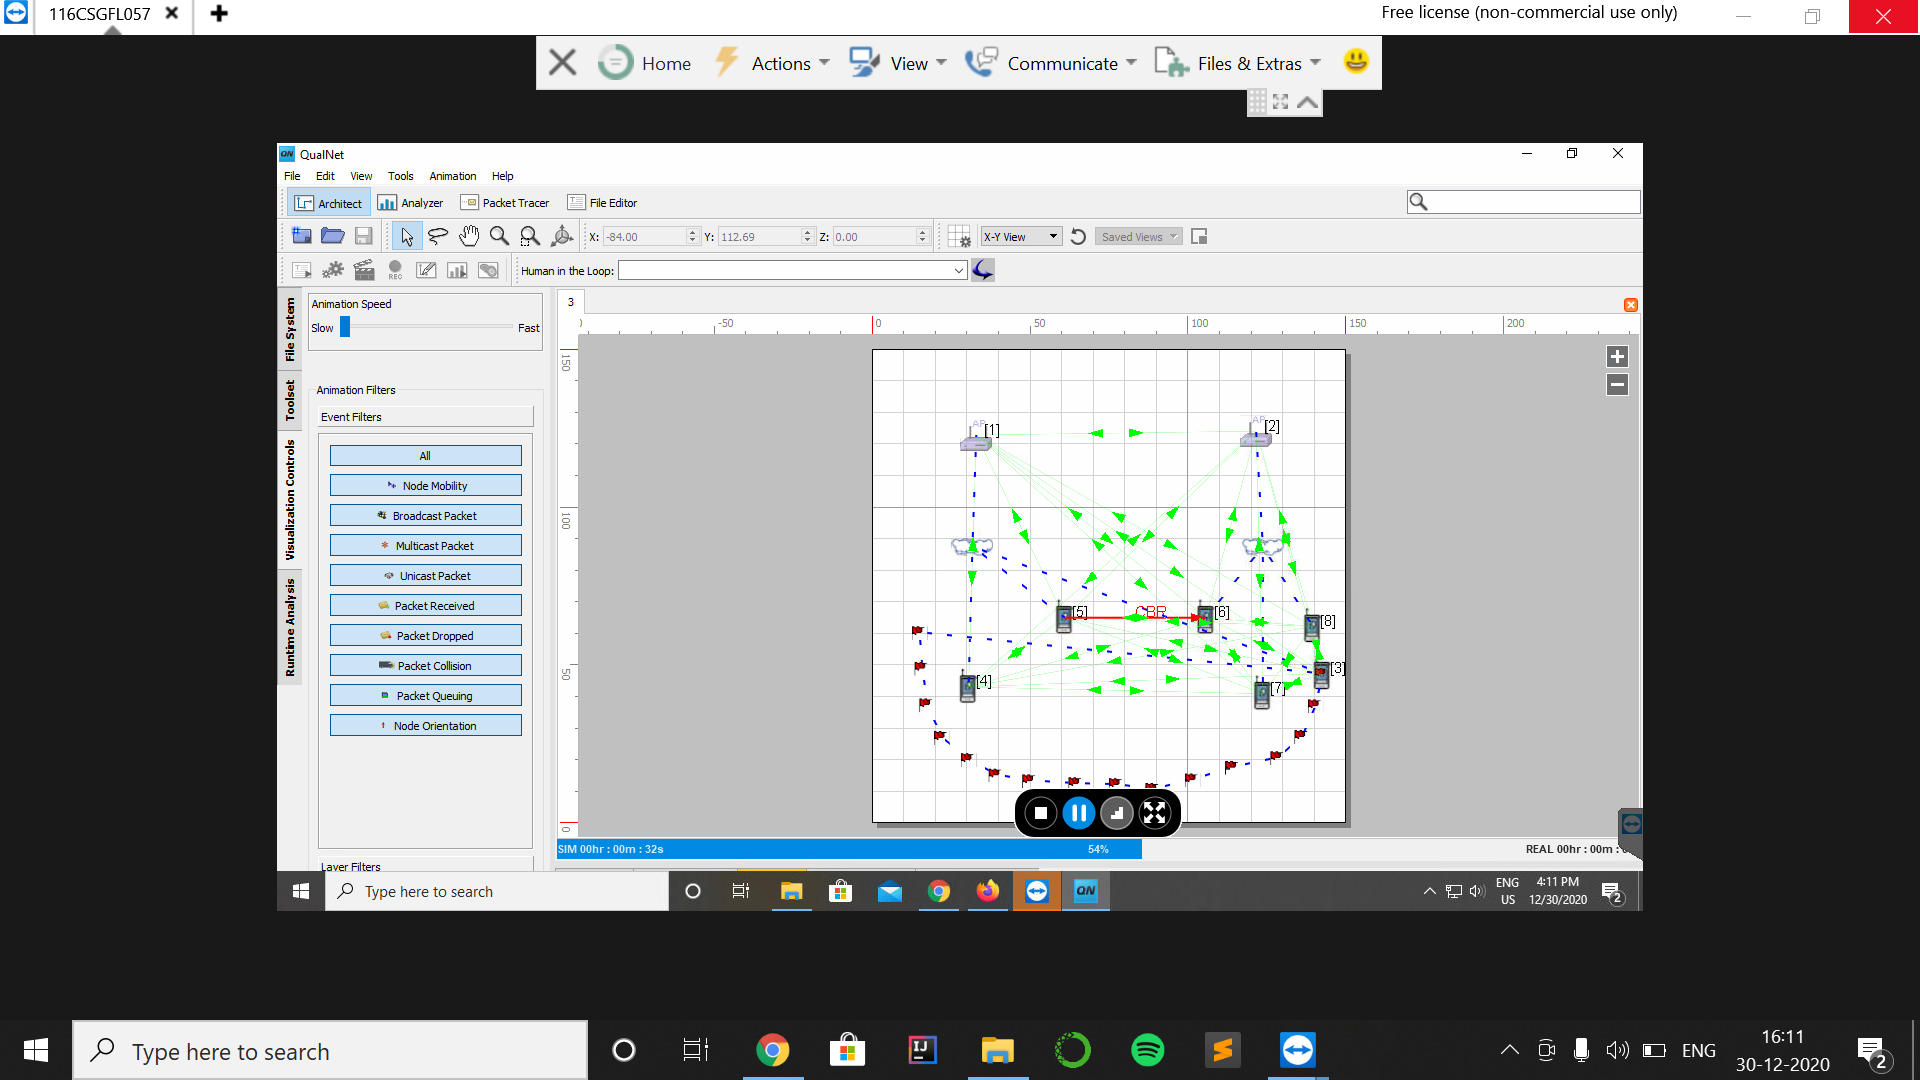 116CSGFL057
Free license (non-commercial use only)
Home
Actions
View
Communicate
Files & Extras
QN QualNet
File Edit View Tools Animation Help
Architect Analyzer Packet Tracer File Editor
X: -84.00 Y: 112.69 Z: 0.00 X-Y View Saved Views
REC Human in the Loop:
File System
Toolset
Visualization Controls
Runtime Analysis
Animation Speed
Slow Fast
Animation Filters
Event Filters
All
Node Mobility
Broadcast Packet
Multicast Packet
Unicast Packet
Packet Received
Packet Dropped
Packet Collision
Packet Queuing
Node Orientation
Layer Filters
3
-50 0 50 100 150 200
150
100
50
0
AP [1]
AP [2]
[5] CBR [6]
[8]
[3]
[4]
[7]
SIM 00hr : 00m : 32s 54% REAL 00hr : 00m :
Type here to search
QN
ENG
US
4:11 PM
12/30/2020
2
Type here to search
IJ
ENG
16:11
30-12-2020
2